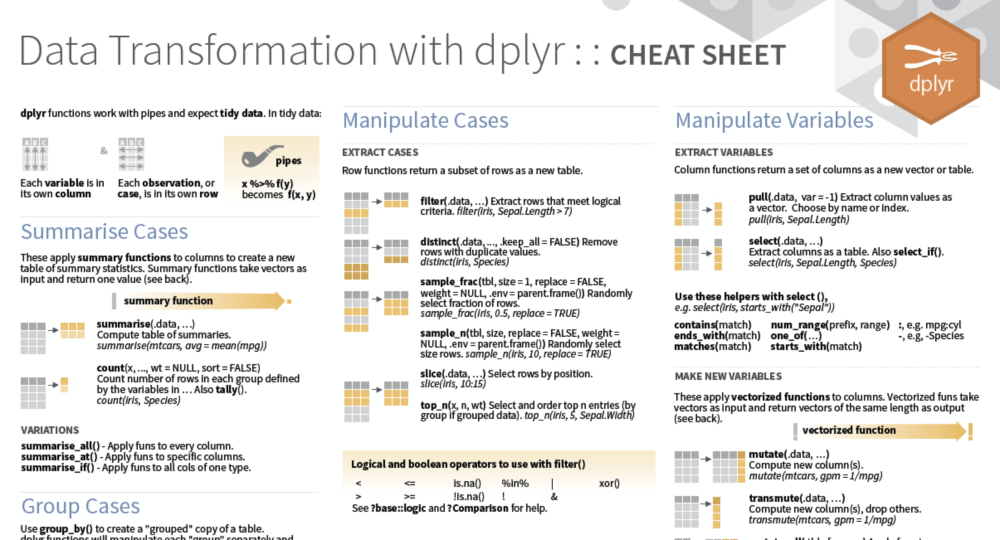 Data Transformation with dplyr : : CHEAT SHEET
dplyr
dplyr functions work with pipes and expect tidy data. In tidy data:
A B C
&
A B C
pipes
Each variable is in
its own column
Each observation, or
case, is in its own row
x %>% f(y)
becomes f(x, y)
Summarise Cases
These apply summary functions to columns to create a new
table of summary statistics. Summary functions take vectors as
input and return one value (see back).
summary function
summarise(.data, …)
Compute table of summaries.
summarise(mtcars, avg = mean(mpg))
count(x, ..., wt = NULL, sort = FALSE)
Count number of rows in each group defined
by the variables in … Also tally().
count(iris, Species)
VARIATIONS
summarise_all() - Apply funs to every column.
summarise_at() - Apply funs to specific columns.
summarise_if() - Apply funs to all cols of one type.
Group Cases
Use group_by() to create a "grouped" copy of a table.
dplyr functions will manipulate each "group" separately and
Manipulate Cases
EXTRACT CASES
Row functions return a subset of rows as a new table.
filter(.data, …) Extract rows that meet logical
criteria. filter(iris, Sepal.Length > 7)
distinct(.data, ..., .keep_all = FALSE) Remove
rows with duplicate values.
distinct(iris, Species)
sample_frac(tbl, size = 1, replace = FALSE,
weight = NULL, .env = parent.frame()) Randomly
select fraction of rows.
sample_frac(iris, 0.5, replace = TRUE)
sample_n(tbl, size, replace = FALSE, weight =
NULL, .env = parent.frame()) Randomly select
size rows. sample_n(iris, 10, replace = TRUE)
slice(.data, …) Select rows by position.
slice(iris, 10:15)
top_n(x, n, wt) Select and order top n entries (by
group if grouped data). top_n(iris, 5, Sepal.Width)
Logical and boolean operators to use with filter()
< <= is.na() %in% | xor()
> >= !is.na() ! &
See ?base::logic and ?Comparison for help.
Manipulate Variables
EXTRACT VARIABLES
Column functions return a set of columns as a new vector or table.
pull(.data, var = -1) Extract column values as
a vector. Choose by name or index.
pull(iris, Sepal.Length)
select(.data, …)
Extract columns as a table. Also select_if().
select(iris, Sepal.Length, Species)
Use these helpers with select (),
e.g. select(iris, starts_with("Sepal"))
contains(match) num_range(prefix, range) :, e.g. mpg:cyl
ends_with(match) one_of(…) -, e.g, -Species
matches(match) starts_with(match)
MAKE NEW VARIABLES
These apply vectorized functions to columns. Vectorized funs take
vectors as input and return vectors of the same length as output
(see back).
vectorized function
mutate(.data, …)
Compute new column(s).
mutate(mtcars, gpm = 1/mpg)
transmute(.data, …)
Compute new column(s), drop others.
transmute(mtcars, gpm = 1/mpg)